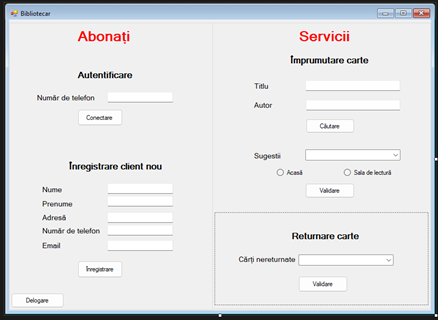 Bibliotecar
Abonați
Autentificare
Număr de telefon
Conectare
Înregistrare client nou
Nume
Prenume
Adresă
Număr de telefon
Email
Înregistrare
Delogare
Servicii
Împrumutare carte
Titlu
Autor
Căutare
Sugestii
Acasă Sala de lectură
Validare
Returnare carte
Cărți nereturnate
Validare